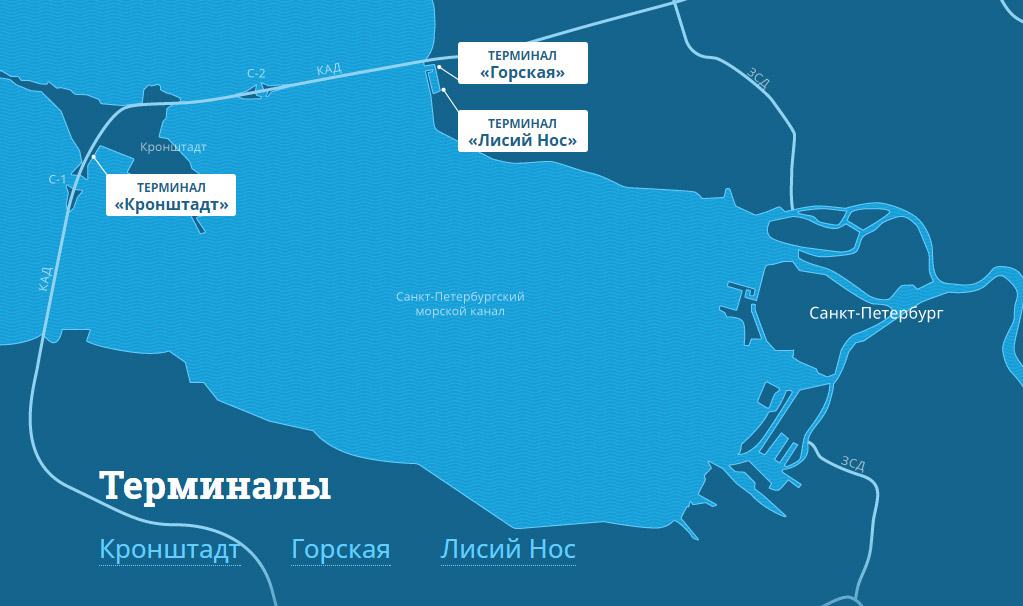 ТЕРМИНАЛ
«Горская»
С-2
КАД
ЗСД
ТЕРМИНАЛ
«Лисий Нос»
Кронштадт
С-1
ТЕРМИНАЛ
«Кронштадт»
КАД
Санкт-Петербургский
морской канал
Санкт-Петербург
ЗСД
Терминалы
Кронштадт Горская Лисий Нос